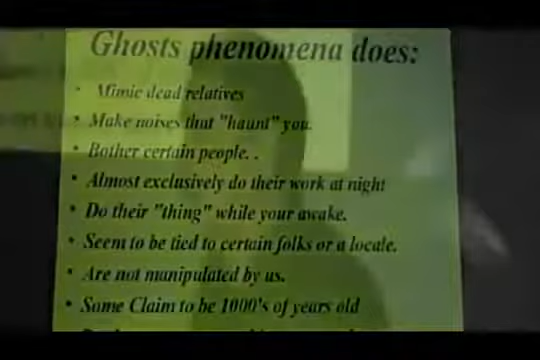 Ghosts phenomena does:
• Mimic dead relatives
• Make noises that "haunt" you.
• Bother certain people. .
• Almost exclusively do their work at night
• Do their "thing" while your awake.
• Seem to be tied to certain folks or a locale.
• Are not manipulated by us.
• Some Claim to be 1000's of years old